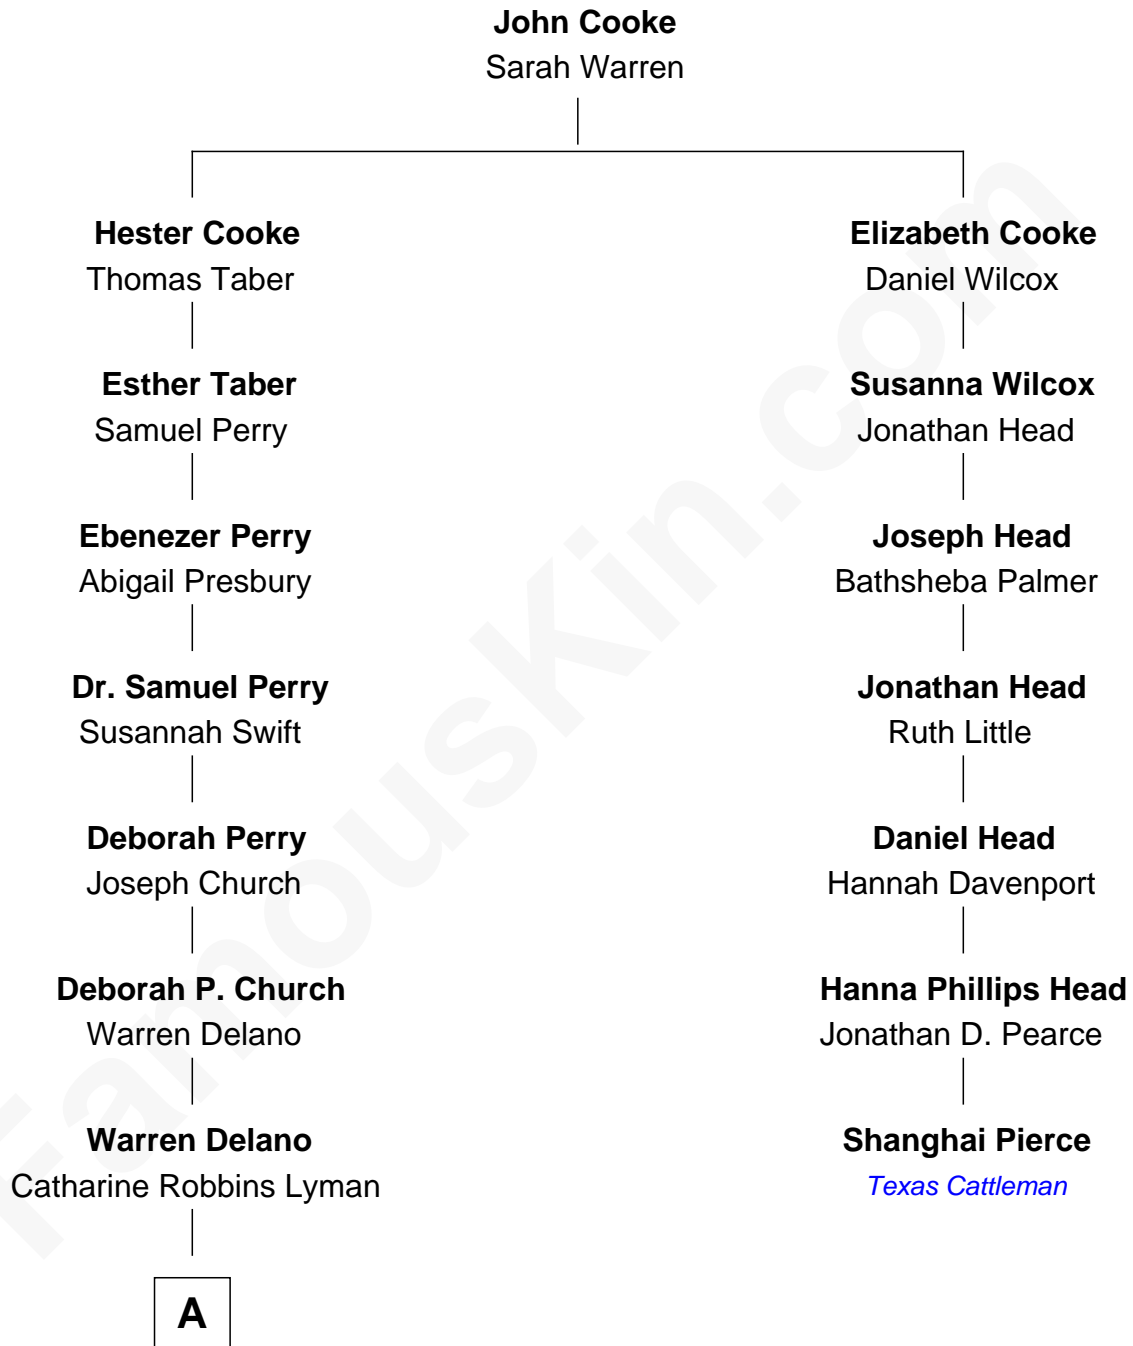 John Cooke
Sarah Warren
Hester Cooke
Thomas Taber
Esther Taber
Samuel Perry
Ebenezer Perry
Abigail Presbury
Dr. Samuel Perry
Susannah Swift
Deborah Perry
Joseph Church
Deborah P. Church
Warren Delano
Warren Delano
Catharine Robbins Lyman
A
Elizabeth Cooke
Daniel Wilcox
Susanna Wilcox
Jonathan Head
Joseph Head
Bathsheba Palmer
Jonathan Head
Ruth Little
Daniel Head
Hannah Davenport
Hanna Phillips Head
Jonathan D. Pearce
Shanghai Pierce
Texas Cattleman
FamousKin.com